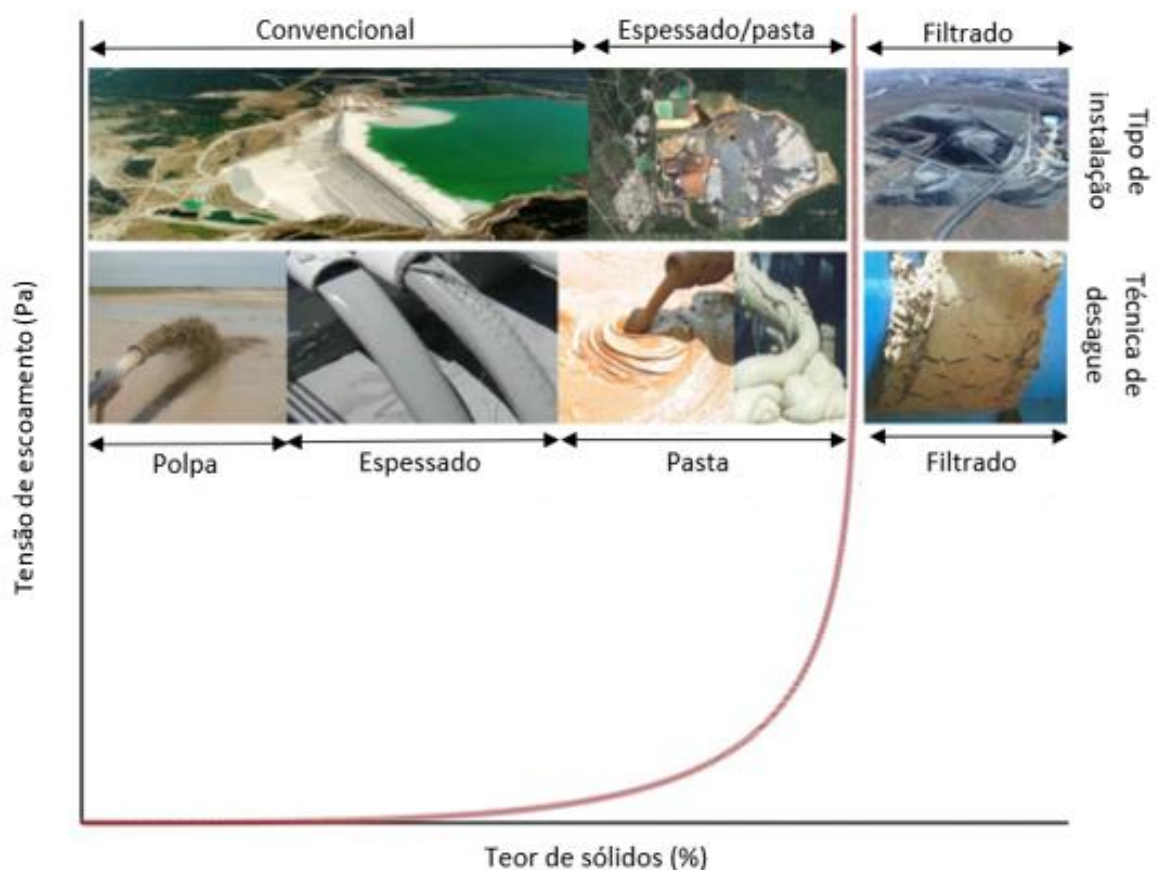 Convencional
Espessado/pasta
Filtrado
Tipo de
instalação
Técnica de
desague
Polpa
Espessado
Pasta
Filtrado
Tensão de escoamento (Pa)
Teor de sólidos (%)